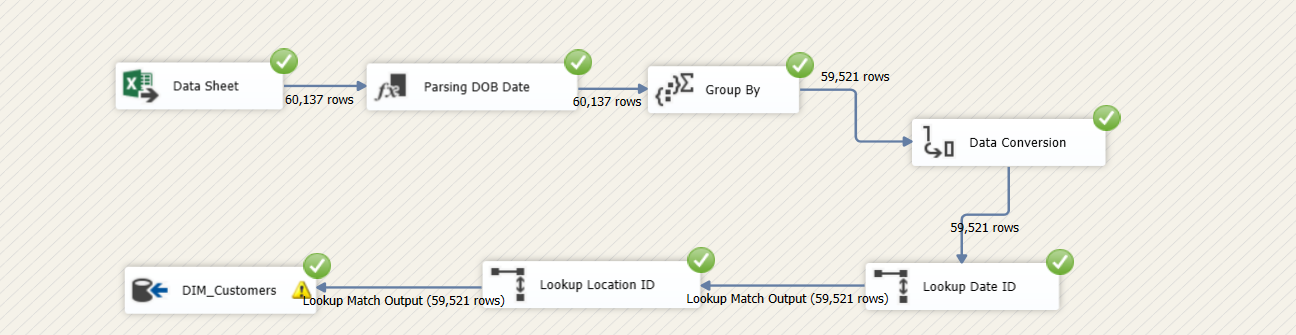 Data Sheet
60,137 rows
Parsing DOB Date
60,137 rows
Group By
59,521 rows
Data Conversion
59,521 rows
Lookup Date ID
Lookup Match Output (59,521 rows)
Lookup Location ID
Lookup Match Output (59,521 rows)
DIM_Customers